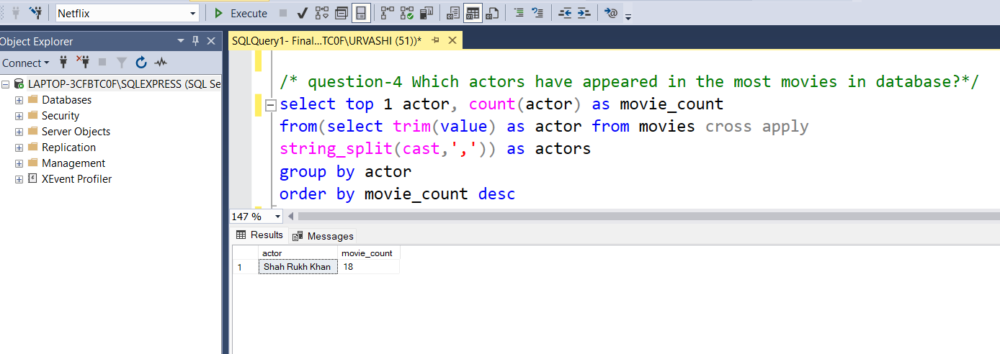 Netflix
Execute
Object Explorer
SQLQuery1- Final...TC0F\URVASHI (51))*
Connect
LAPTOP-3CFBTC0F\SQLEXPRESS (SQL Se
Databases
Security
Server Objects
Replication
Management
XEvent Profiler
/* question-4 Which actors have appeared in the most movies in database?*/
select top 1 actor, count(actor) as movie_count
from(select trim(value) as actor from movies cross apply
string_split(cast,',')) as actors
group by actor
order by movie_count desc
147 %
Results Messages
actor movie_count
1 Shah Rukh Khan 18